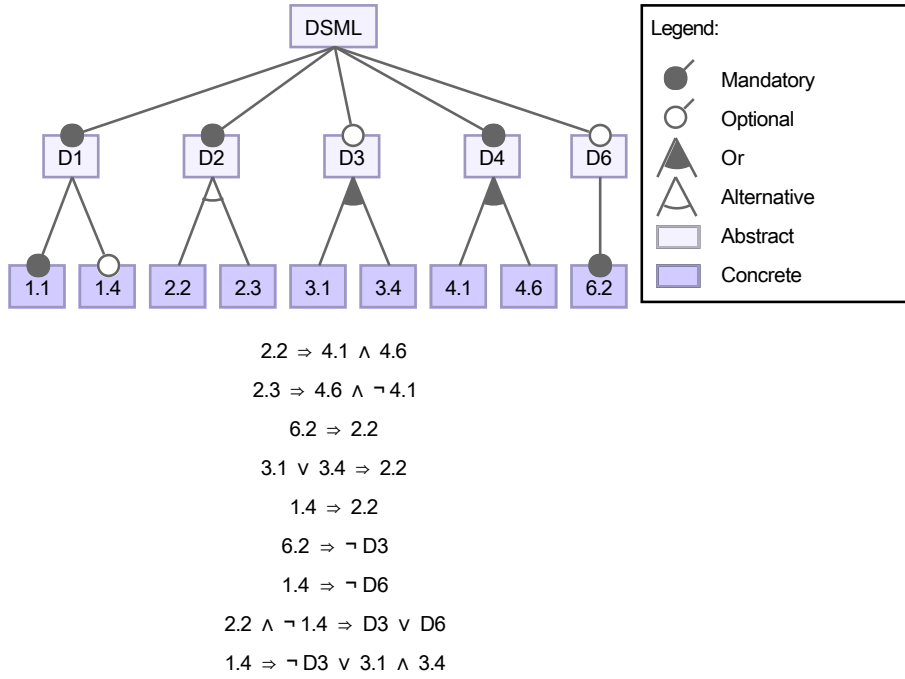 DSML
Legend:
Mandatory
Optional
Or
Alternative
Abstract
Concrete
D1 D2 D3 D4 D6
1.1 1.4 2.2 2.3 3.1 3.4 4.1 4.6 6.2
2.2 ⇒ 4.1 ∧ 4.6
2.3 ⇒ 4.6 ∧ ¬ 4.1
6.2 ⇒ 2.2
3.1 ∨ 3.4 ⇒ 2.2
1.4 ⇒ 2.2
6.2 ⇒ ¬ D3
1.4 ⇒ ¬ D6
2.2 ∧ ¬ 1.4 ⇒ D3 ∨ D6
1.4 ⇒ ¬ D3 ∨ 3.1 ∧ 3.4